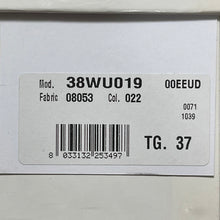 Mod. 38WU019 00EEUD
Fabric 08053 Col. 022
0071
1039
TG. 37
8 033132 253497